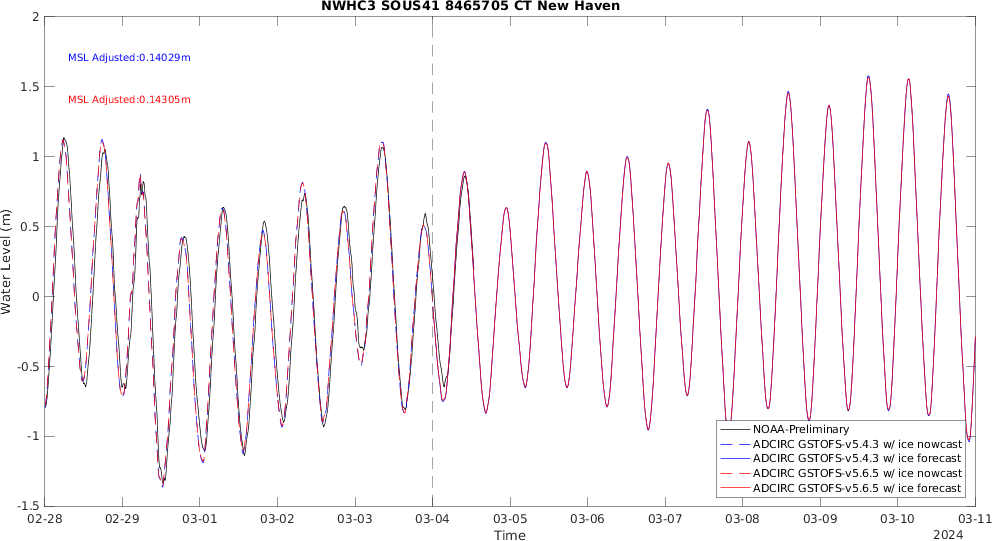 NWHC3 SOUS41 8465705 CT New Haven
MSL Adjusted:0.14029m
MSL Adjusted:0.14305m
Water Level (m)
2
1.5
1
0.5
0
-0.5
-1
-1.5
NOAA-Preliminary
ADCIRC GSTOFS-v5.4.3 w/ ice nowcast
ADCIRC GSTOFS-v5.4.3 w/ ice forecast
ADCIRC GSTOFS-v5.6.5 w/ ice nowcast
ADCIRC GSTOFS-v5.6.5 w/ ice forecast
02-28 02-29 03-01 03-02 03-03 03-04 03-05 03-06 03-07 03-08 03-09 03-10 03-11
Time
2024